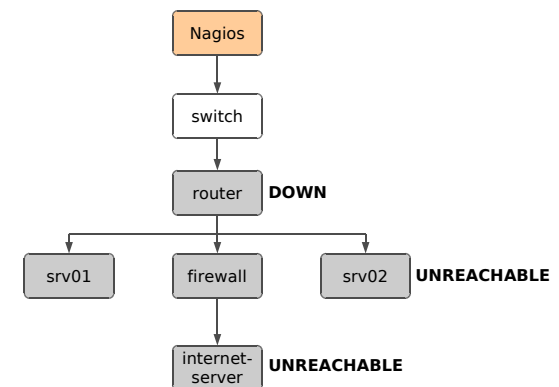 Nagios
switch
router DOWN
srv01 firewall srv02 UNREACHABLE
internet-
server UNREACHABLE